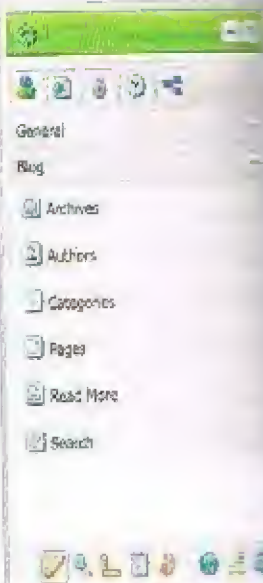 General
Blog
Archives
Authors
Categories
Pages
Read More
Search